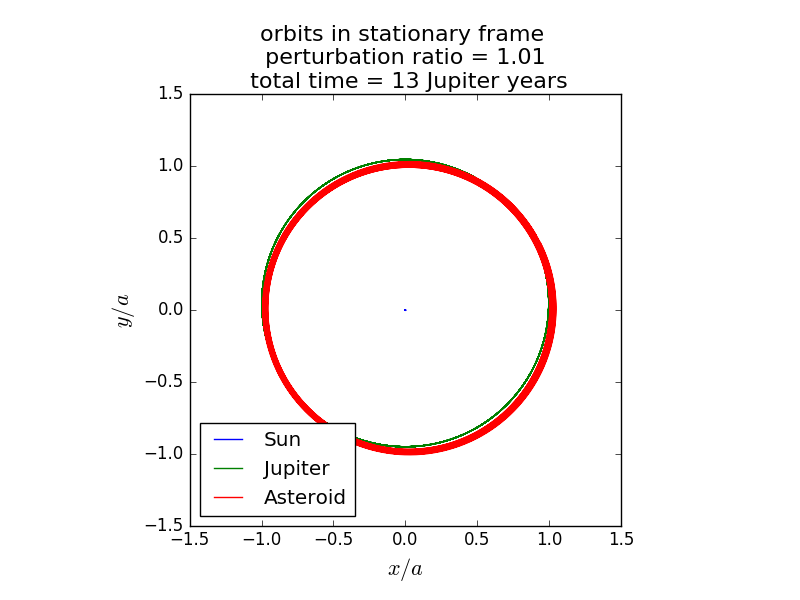 orbits in stationary frame
perturbation ratio = 1.01
total time = 13 Jupiter years
1.5
1.0
0.5
0.0
−0.5
−1.0
−1.5
y/a
Sun
Jupiter
Asteroid
−1.5 −1.0 −0.5 0.0 0.5 1.0 1.5
x/a